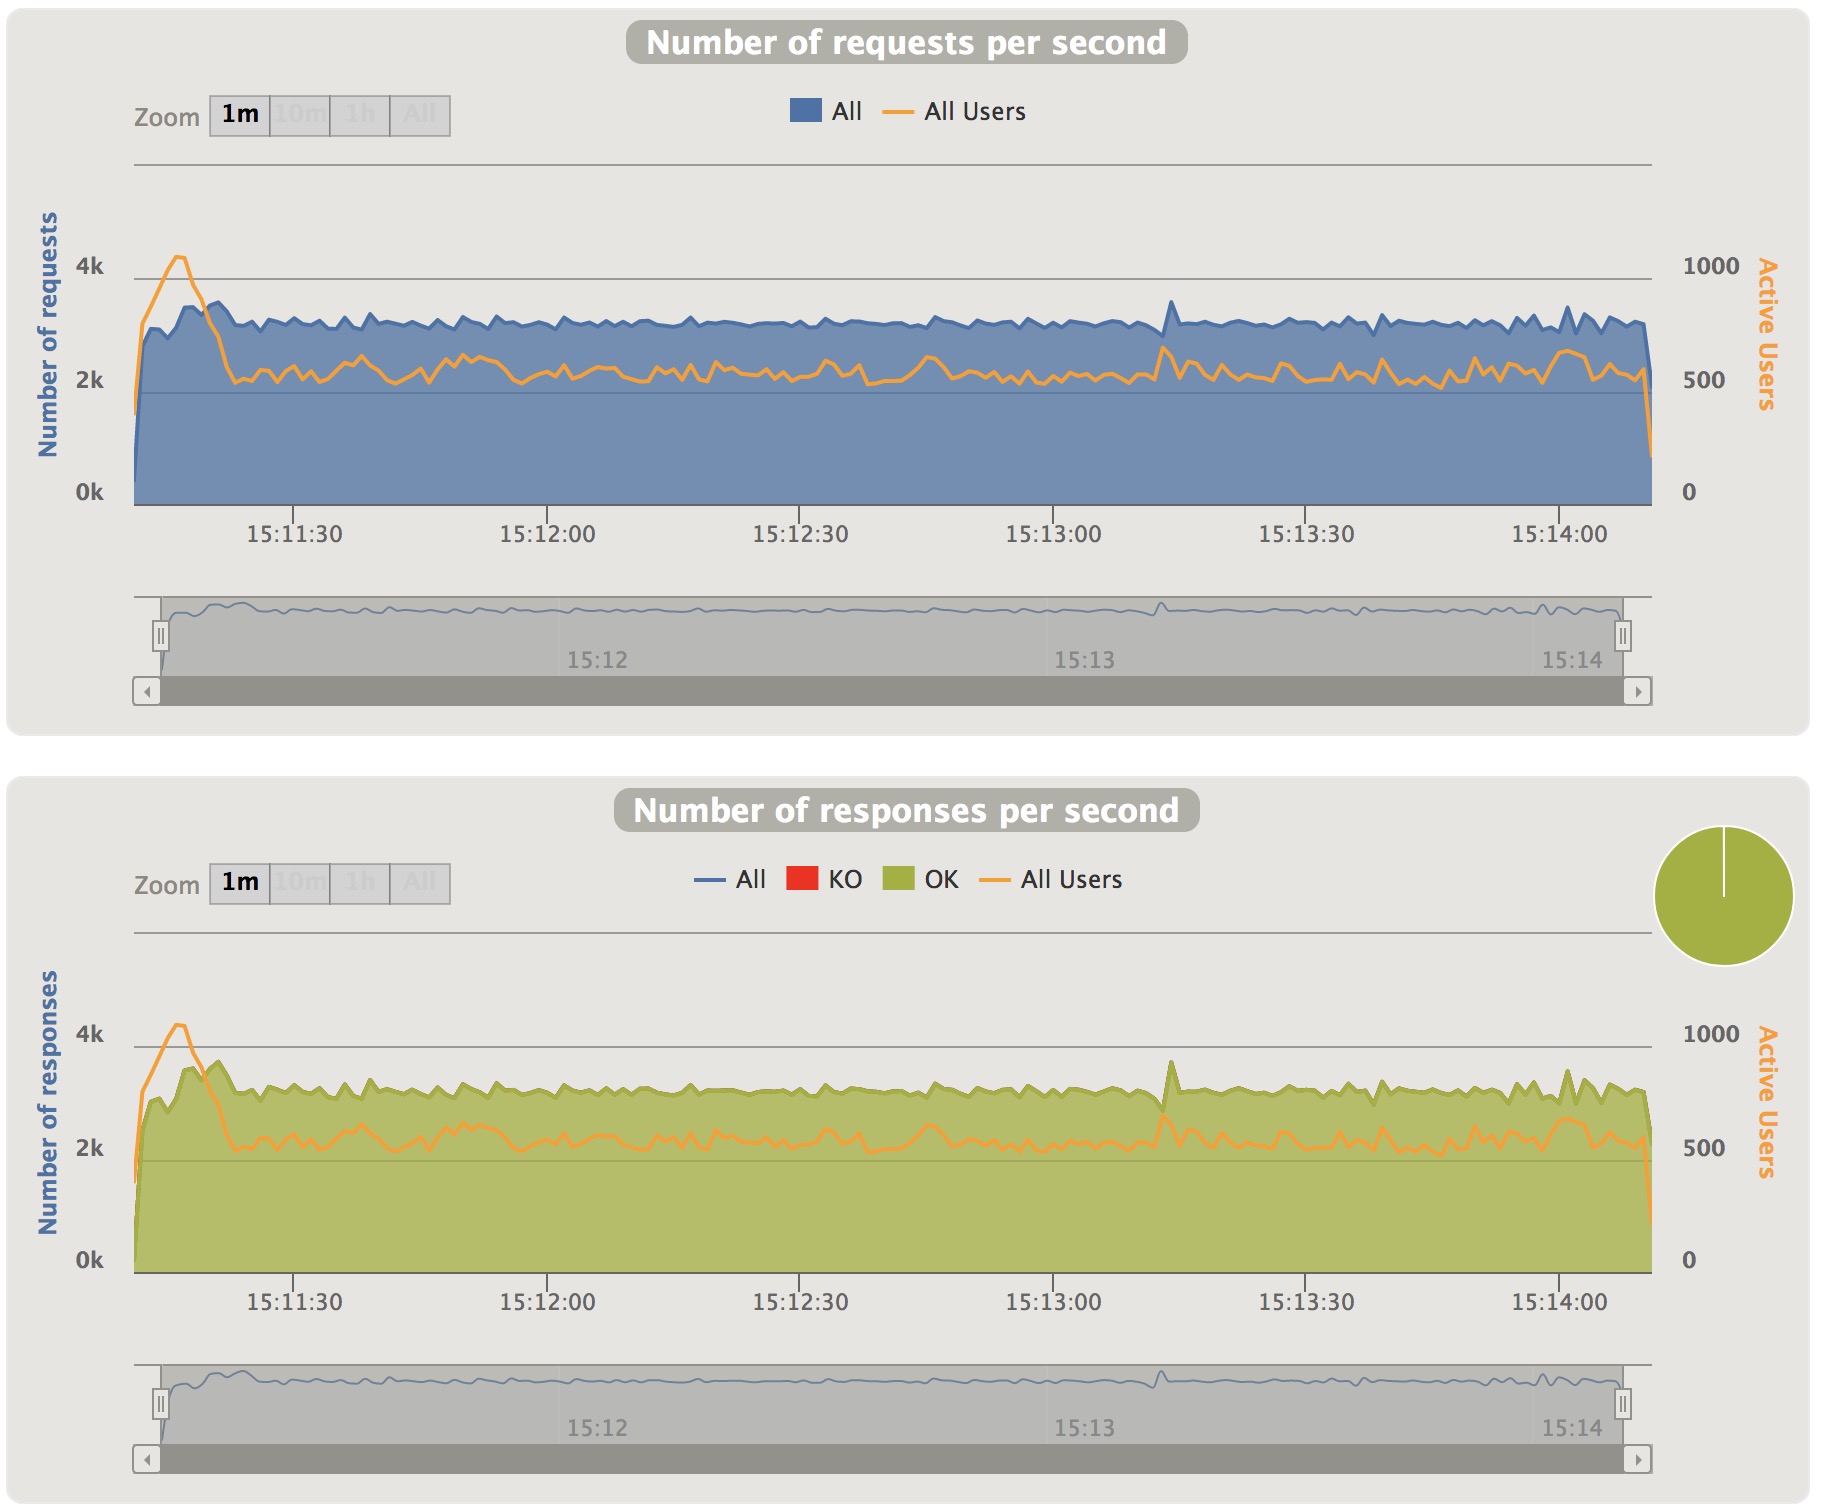 Number of requests per second
Zoom 1m 10m 1h All
All All Users
Number of requests
4k
2k
0k
1000
500
0
Active Users
15:11:30 15:12:00 15:12:30 15:13:00 15:13:30 15:14:00
15:12 15:13 15:14
Number of responses per second
Zoom 1m 10m 1h All
All KO OK All Users
Number of responses
4k
2k
0k
1000
500
0
Active Users
15:11:30 15:12:00 15:12:30 15:13:00 15:13:30 15:14:00
15:12 15:13 15:14